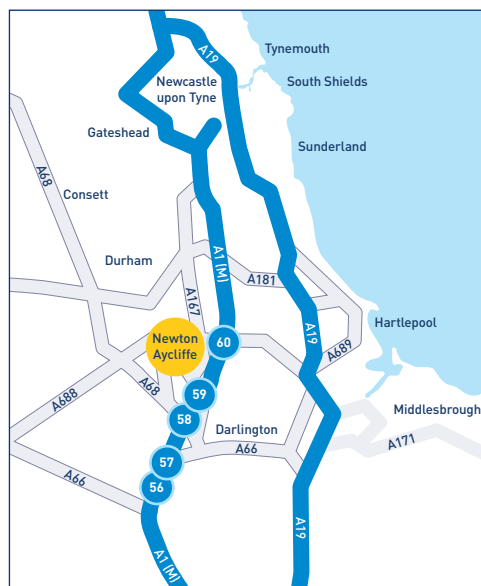 Tynemouth
A19
Newcastle
upon Tyne
South Shields
Gateshead
Sunderland
A68
Consett
Durham
A1 (M)
A181
A167
Hartlepool
A19
Newton
Aycliffe
60
A689
A68
59
A688
58
Middlesbrough
Darlington
A171
A66
57
A66
56
A19
A1 (M)